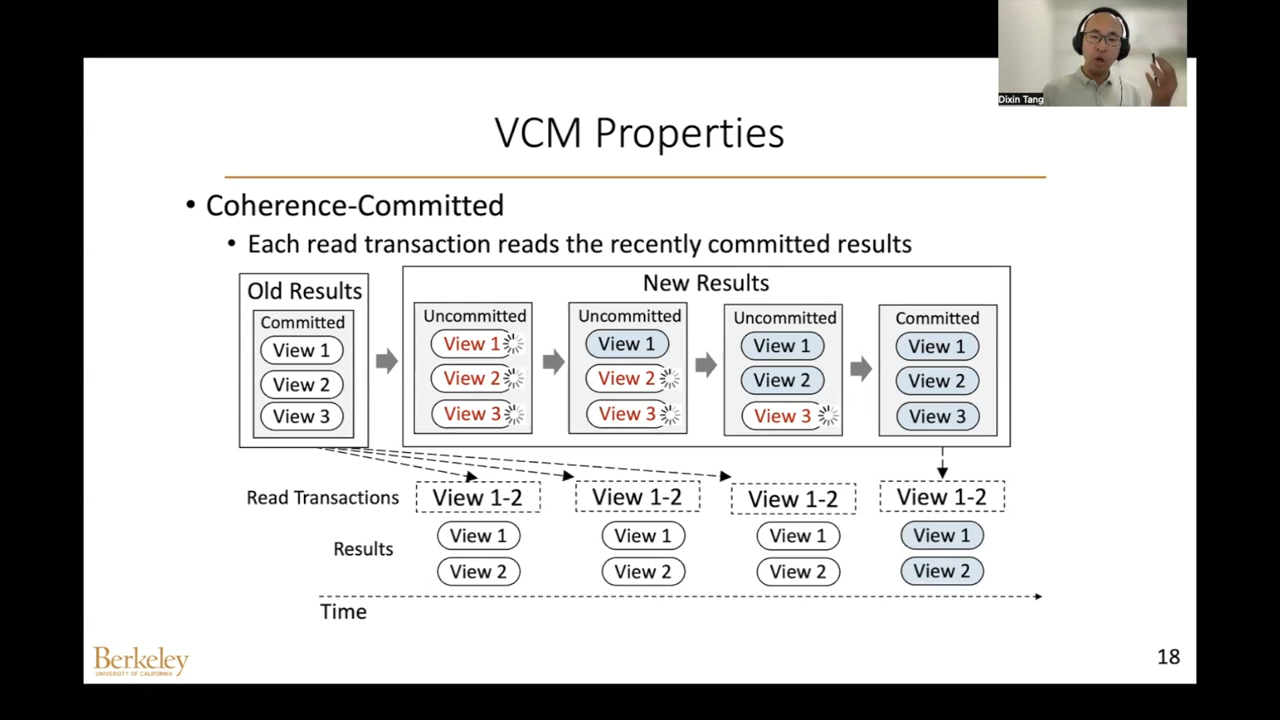 Dixin Tang
VCM Properties
• Coherence-Committed
• Each read transaction reads the recently committed results
Old Results
Committed
View 1
View 2
View 3
New Results
Uncommitted
View 1
View 2
View 3
Uncommitted
View 1
View 2
View 3
Uncommitted
View 1
View 2
View 3
Committed
View 1
View 2
View 3
Read Transactions
View 1-2
View 1-2
View 1-2
View 1-2
Results
View 1
View 2
View 1
View 2
View 1
View 2
View 1
View 2
Time
Berkeley
UNIVERSITY OF CALIFORNIA
18